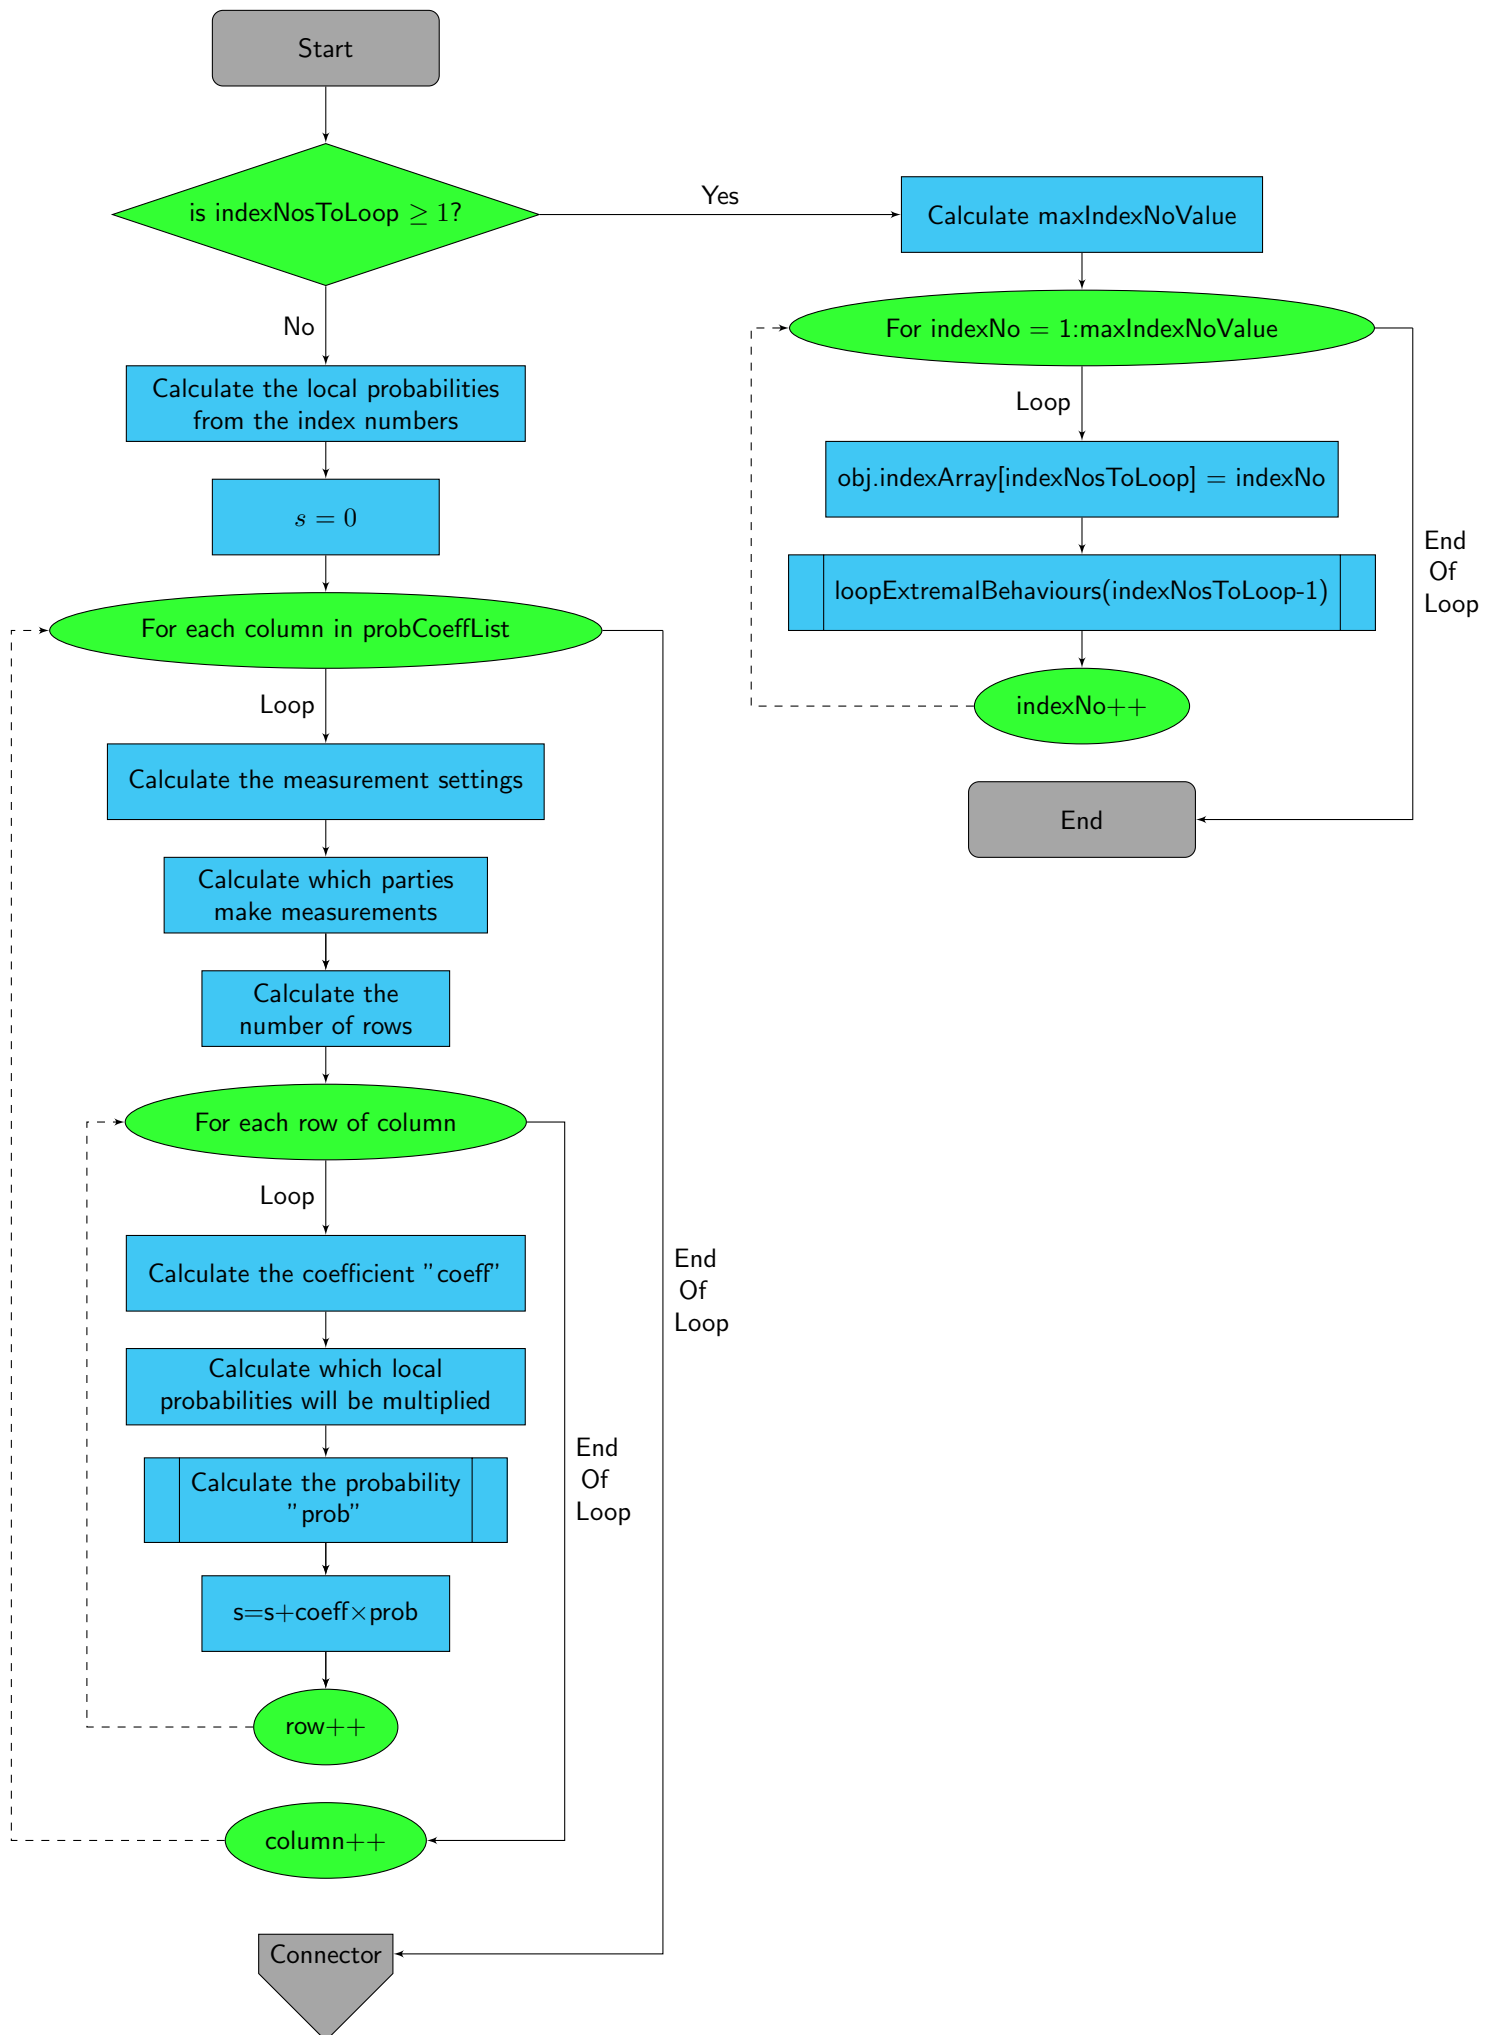 Start
is indexNosToLoop ≥ 1?
Yes
Calculate maxIndexNoValue
No
For indexNo = 1:maxIndexNoValue
Loop
obj.indexArray[indexNosToLoop] = indexNo
loopExtremalBehaviours(indexNosToLoop-1)
indexNo++
End
Of
Loop
End
Calculate the local probabilities
from the index numbers
s = 0
For each column in probCoeffList
Loop
Calculate the measurement settings
Calculate which parties
make measurements
Calculate the
number of rows
For each row of column
Loop
Calculate the coefficient ”coeff”
Calculate which local
probabilities will be multiplied
Calculate the probability
”prob”
s=s+coeff×prob
row++
End
Of
Loop
column++
End
Of
Loop
Connector